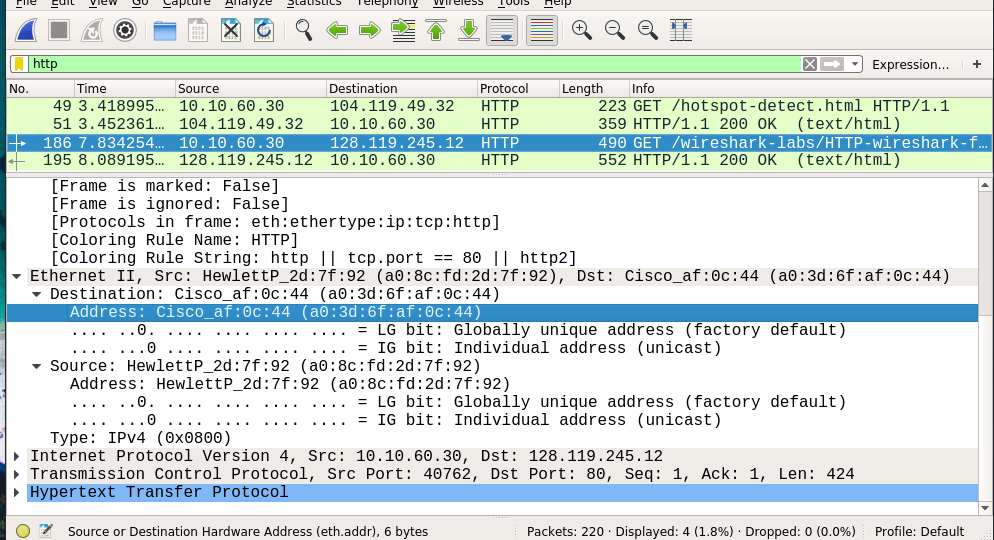 File Edit View Go Capture Analyze Statistics Telephony Wireless Tools Help
http Expression… +
No. Time Source Destination Protocol Length Info
49 3.418995… 10.10.60.30 104.119.49.32 HTTP 223 GET /hotspot-detect.html HTTP/1.1
51 3.452361… 104.119.49.32 10.10.60.30 HTTP 359 HTTP/1.1 200 OK (text/html)
186 7.834254… 10.10.60.30 128.119.245.12 HTTP 490 GET /wireshark-labs/HTTP-wireshark-f…
195 8.089195… 128.119.245.12 10.10.60.30 HTTP 552 HTTP/1.1 200 OK (text/html)
[Frame is marked: False]
[Frame is ignored: False]
[Protocols in frame: eth:ethertype:ip:tcp:http]
[Coloring Rule Name: HTTP]
[Coloring Rule String: http || tcp.port == 80 || http2]
Ethernet II, Src: HewlettP_2d:7f:92 (a0:8c:fd:2d:7f:92), Dst: Cisco_af:0c:44 (a0:3d:6f:af:0c:44)
Destination: Cisco_af:0c:44 (a0:3d:6f:af:0c:44)
Address: Cisco_af:0c:44 (a0:3d:6f:af:0c:44)
.... ..0. .... .... .... .... = LG bit: Globally unique address (factory default)
.... ...0 .... .... .... .... = IG bit: Individual address (unicast)
Source: HewlettP_2d:7f:92 (a0:8c:fd:2d:7f:92)
Address: HewlettP_2d:7f:92 (a0:8c:fd:2d:7f:92)
.... ..0. .... .... .... .... = LG bit: Globally unique address (factory default)
.... ...0 .... .... .... .... = IG bit: Individual address (unicast)
Type: IPv4 (0x0800)
Internet Protocol Version 4, Src: 10.10.60.30, Dst: 128.119.245.12
Transmission Control Protocol, Src Port: 40762, Dst Port: 80, Seq: 1, Ack: 1, Len: 424
Hypertext Transfer Protocol
Source or Destination Hardware Address (eth.addr), 6 bytes Packets: 220 · Displayed: 4 (1.8%) · Dropped: 0 (0.0%) Profile: Default